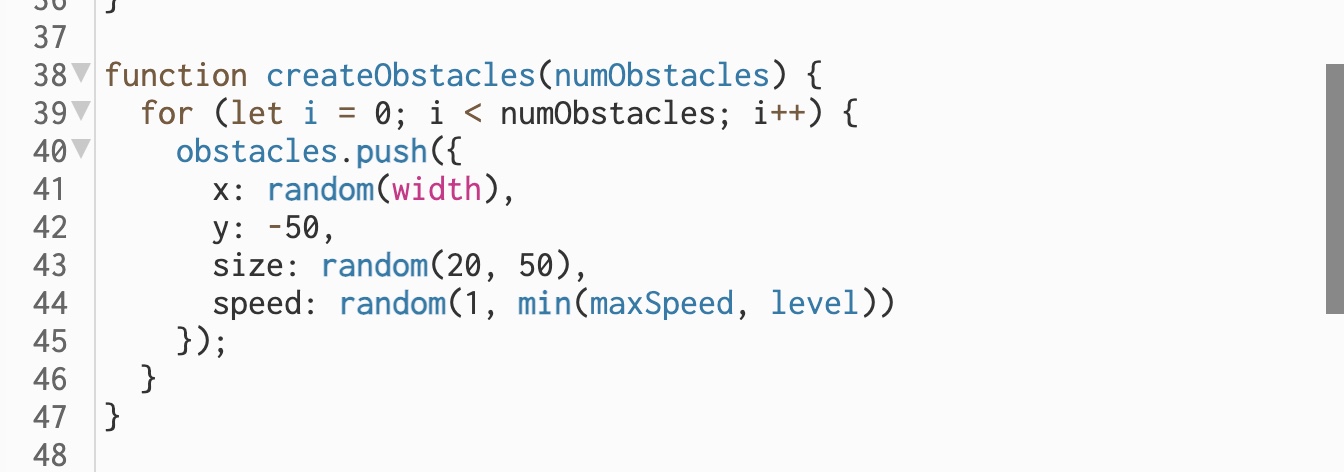 36 }
37
38 function createObstacles(numObstacles) {
39   for (let i = 0; i < numObstacles; i++) {
40     obstacles.push({
41       x: random(width),
42       y: -50,
43       size: random(20, 50),
44       speed: random(1, min(maxSpeed, level))
45     });
46   }
47 }
48